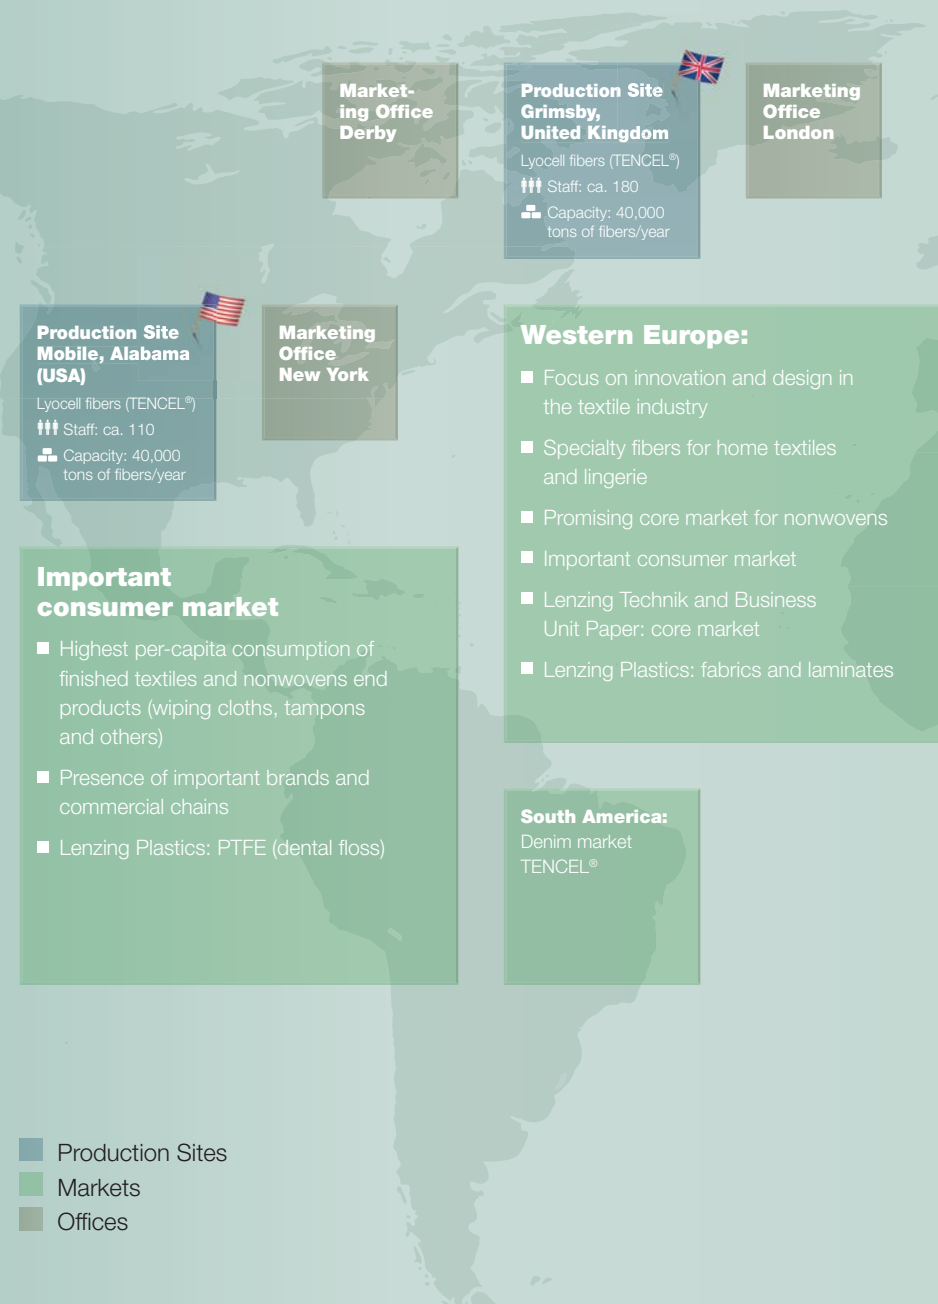 Market-
ing Office
Derby
Production Site
Grimsby,
United Kingdom
Lyocell fibers (TENCEL®)
Staff: ca. 180
Capacity: 40,000
tons of fibers/year
Marketing
Office
London
Production Site
Mobile, Alabama
(USA)
Lyocell fibers (TENCEL®)
Staff: ca. 110
Capacity: 40,000
tons of fibers/year
Marketing
Office
New York
Western Europe:
■ Focus on innovation and design in
the textile industry
■ Specialty fibers for home textiles
and lingerie
■ Promising core market for nonwovens
■ Important consumer market
■ Lenzing Technik and Business
Unit Paper: core market
■ Lenzing Plastics: fabrics and laminates
Important
consumer market
■ Highest per-capita consumption of
finished textiles and nonwovens end
products (wiping cloths, tampons
and others)
■ Presence of important brands and
commercial chains
■ Lenzing Plastics: PTFE (dental floss)
South America:
Denim market
TENCEL®
Production Sites
Markets
Offices